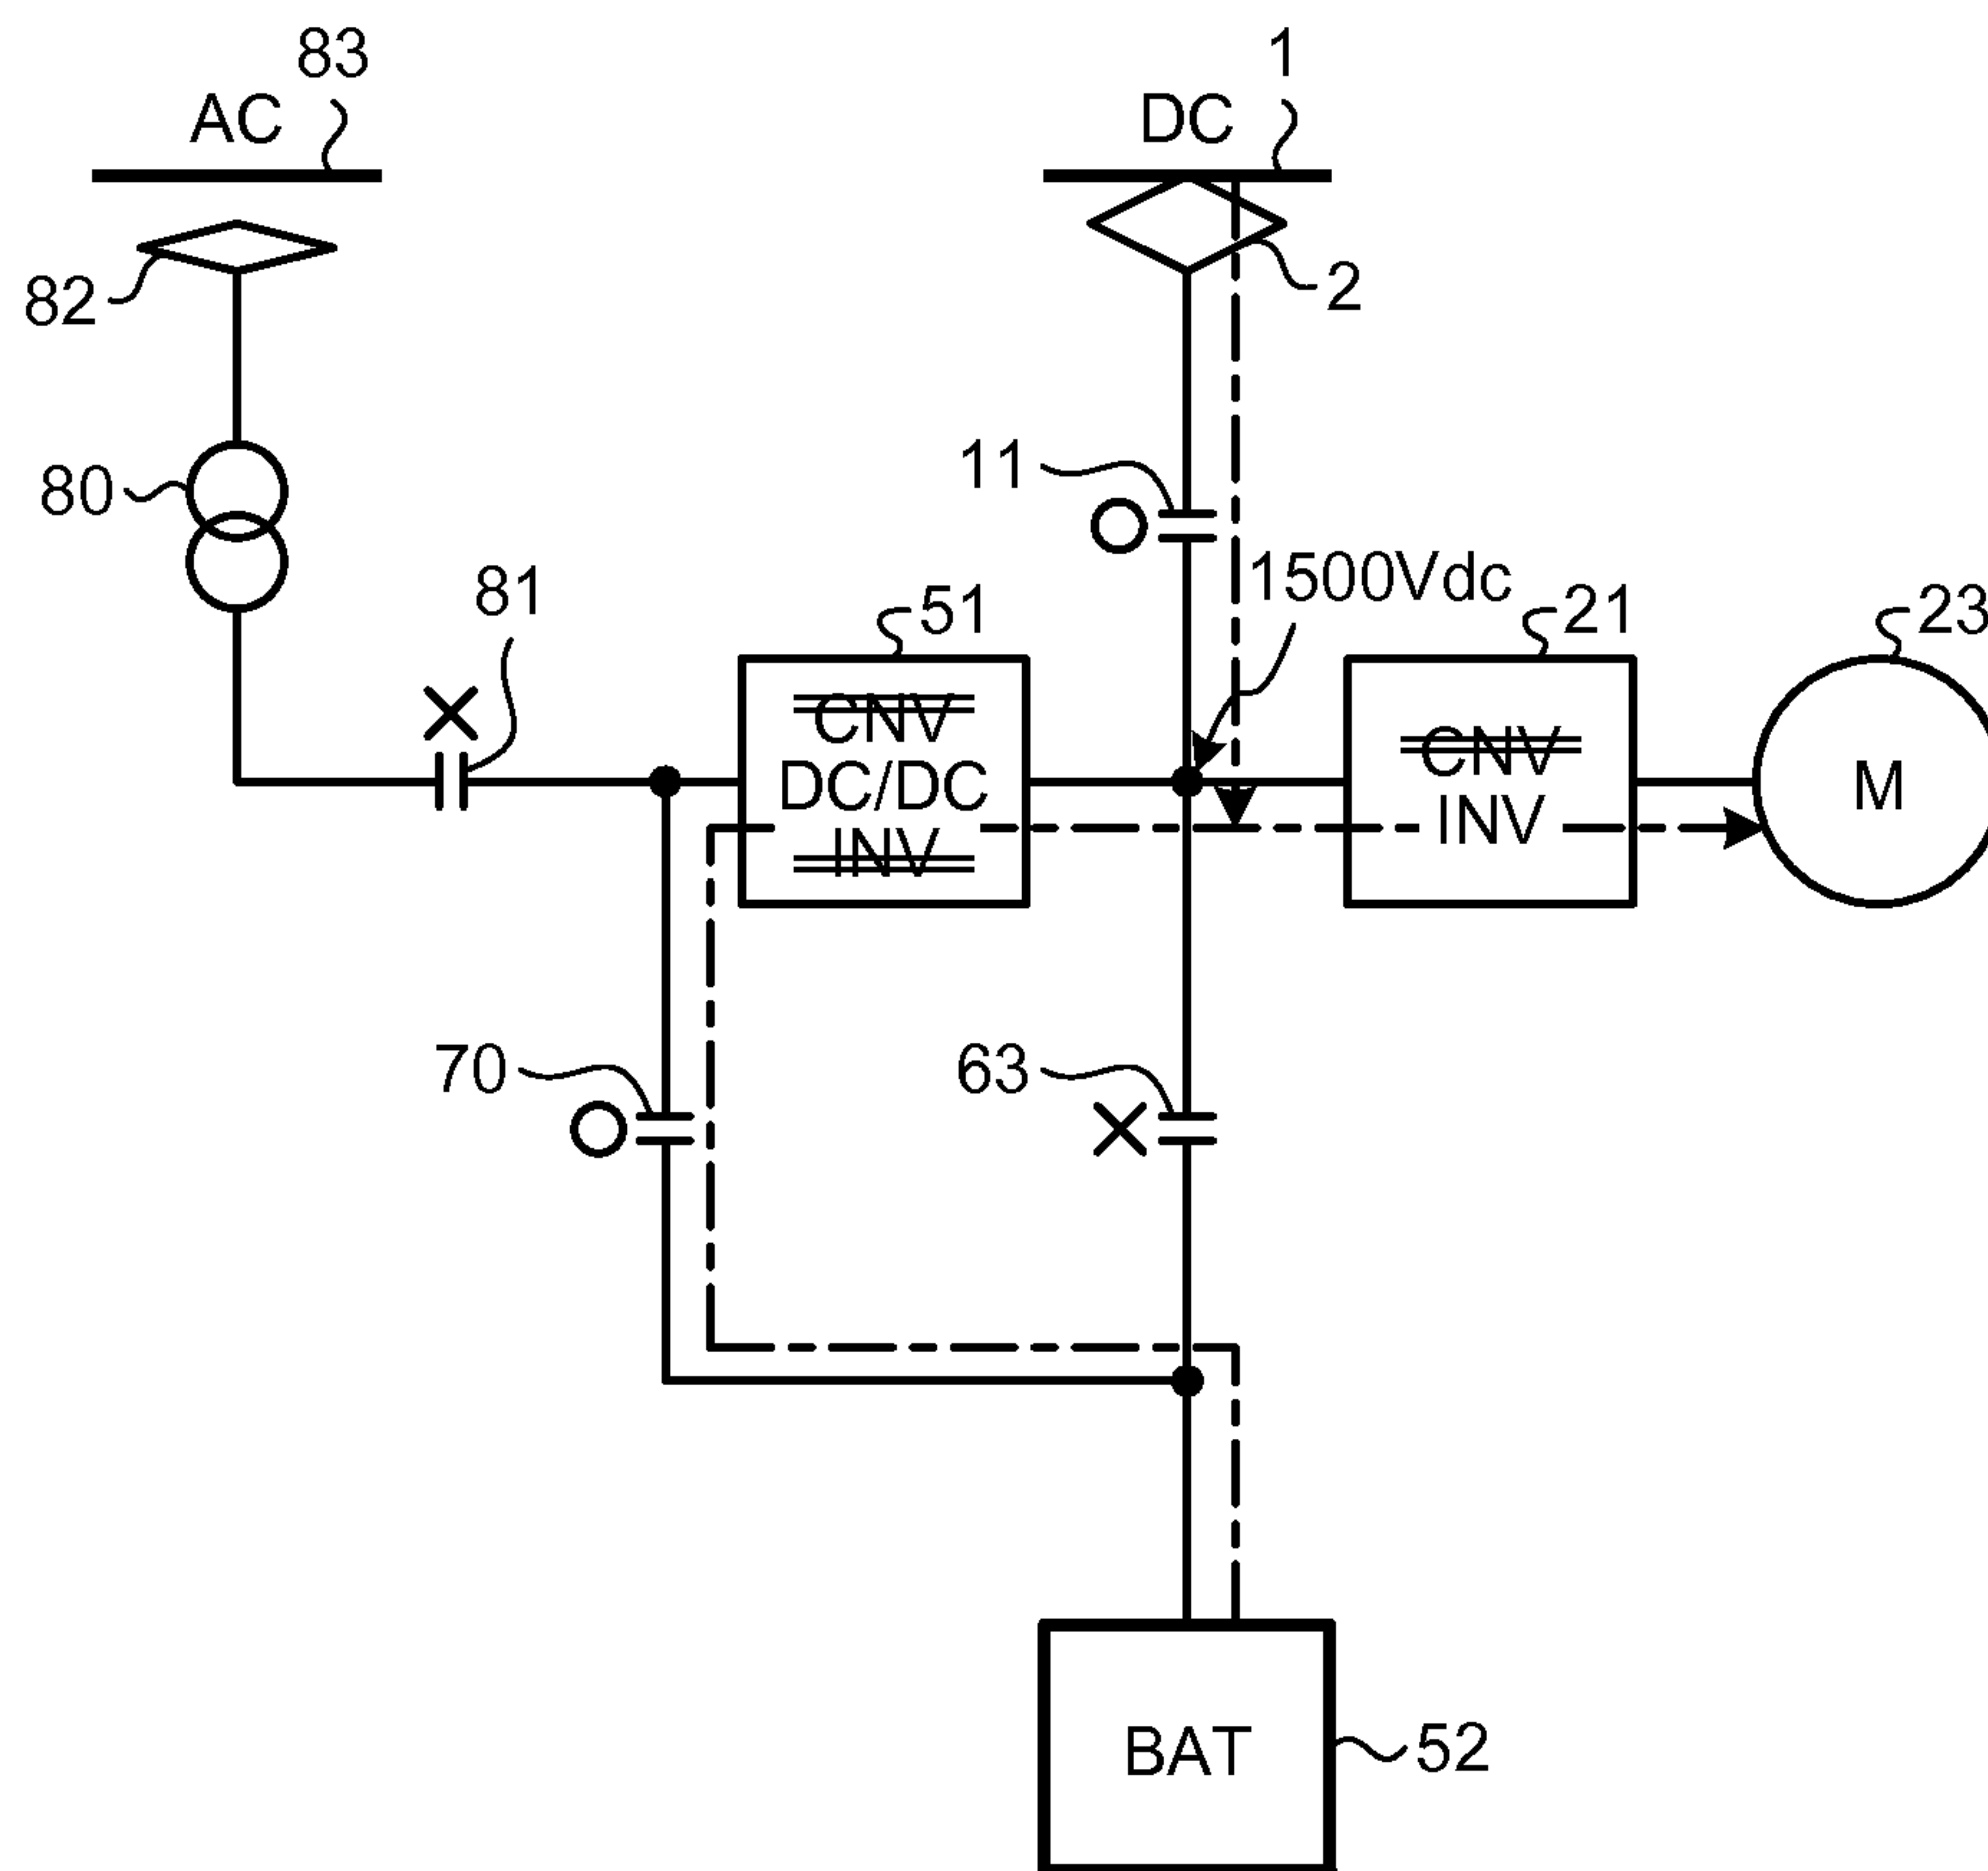 83
AC
1
DC
82
2
80
11
81
1500Vdc
51
21
23
CNV
DC/DC
INV
CNV
INV
M
70
63
BAT
52